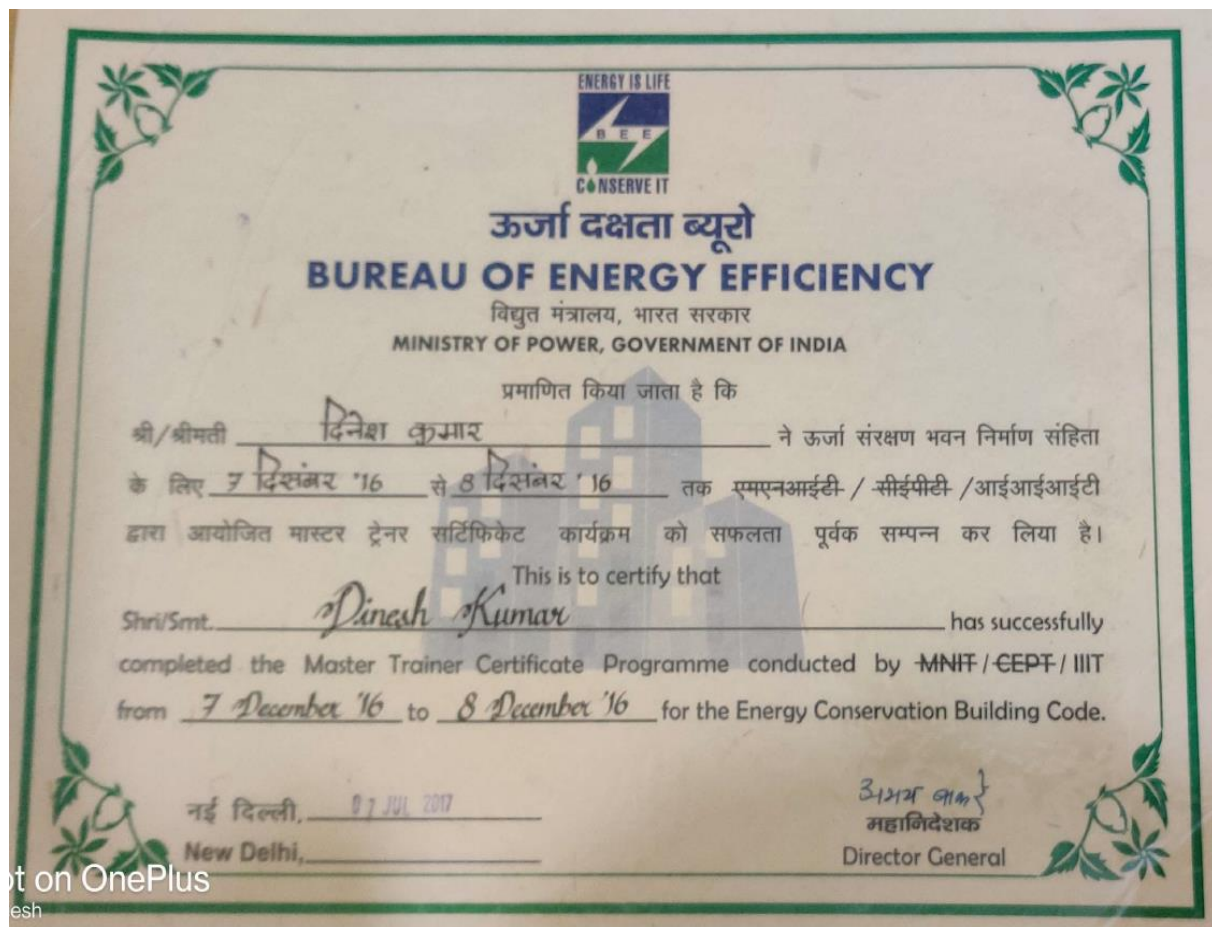 ENERGY IS LIFE
BEE
CONSERVE IT
ऊर्जा दक्षता ब्यूरो
BUREAU OF ENERGY EFFICIENCY
विद्युत मंत्रालय, भारत सरकार
MINISTRY OF POWER, GOVERNMENT OF INDIA
प्रमाणित किया जाता है कि
श्री/श्रीमती दिनेश कुमार ने ऊर्जा संरक्षण भवन निर्माण संहिता
के लिए 7 दिसंबर '16 से 8 दिसंबर '16 तक एमएनआईटी / सीईपीटी /आईआईआईटी
द्वारा आयोजित मास्टर ट्रेनर सर्टिफिकेट कार्यक्रम को सफलता पूर्वक सम्पन्न कर लिया है।
This is to certify that
Shri/Smt. Dinesh Kumar has successfully
completed the Master Trainer Certificate Programme conducted by MNIT / CEPT / IIIT
from 7 December '16 to 8 December '16 for the Energy Conservation Building Code.
नई दिल्ली, 07 JUL 2017
New Delhi,
अभय बाकरे
महानिदेशक
Director General
ot on OnePlus
esh